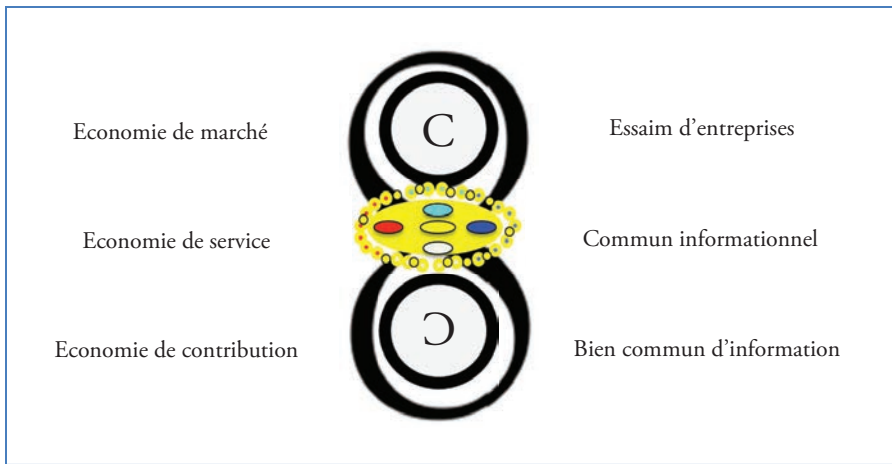 Economie de marché
C
Essaim d'entreprises
Economie de service
Commun informationnel
Economie de contribution
Ɔ
Bien commun d'information